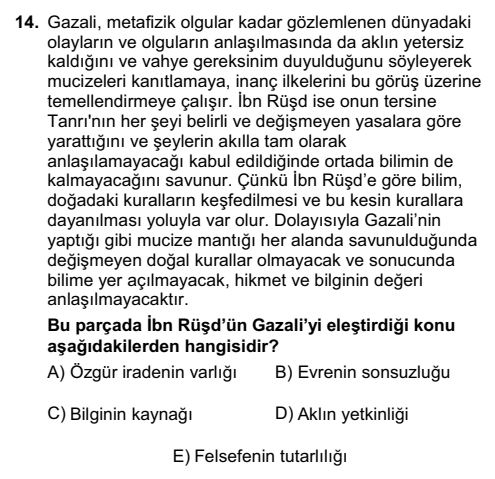 14. Gazali, metafizik olgular kadar gözlemlenen dünyadaki
olayların ve olguların anlaşılmasında da aklın yetersiz
kaldığını ve vahye gereksinim duyulduğunu söyleyerek
mucizeleri kanıtlamaya, inanç ilkelerini bu görüş üzerine
temellendirmeye çalışır. İbn Rüşd ise onun tersine
Tanrı'nın her şeyi belirli ve değişmeyen yasalara göre
yarattığını ve şeylerin akılla tam olarak
anlaşılamayacağı kabul edildiğinde ortada bilimin de
kalmayacağını savunur. Çünkü İbn Rüşd’e göre bilim,
doğadaki kuralların keşfedilmesi ve bu kesin kurallara
dayanılması yoluyla var olur. Dolayısıyla Gazali’nin
yaptığı gibi mucize mantığı her alanda savunulduğunda
değişmeyen doğal kurallar olmayacak ve sonucunda
bilime yer açılmayacak, hikmet ve bilginin değeri
anlaşılmayacaktır.
Bu parçada İbn Rüşd’ün Gazali’yi eleştirdiği konu
aşağıdakilerden hangisidir?
A) Özgür iradenin varlığı B) Evrenin sonsuzluğu
C) Bilginin kaynağı D) Aklın yetkinliği
E) Felsefenin tutarlılığı